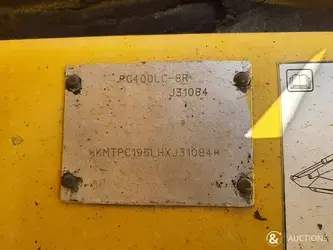 PC400LC-8R
J31084
*KMTPC195LHXJ31084*
& AUCTIONS